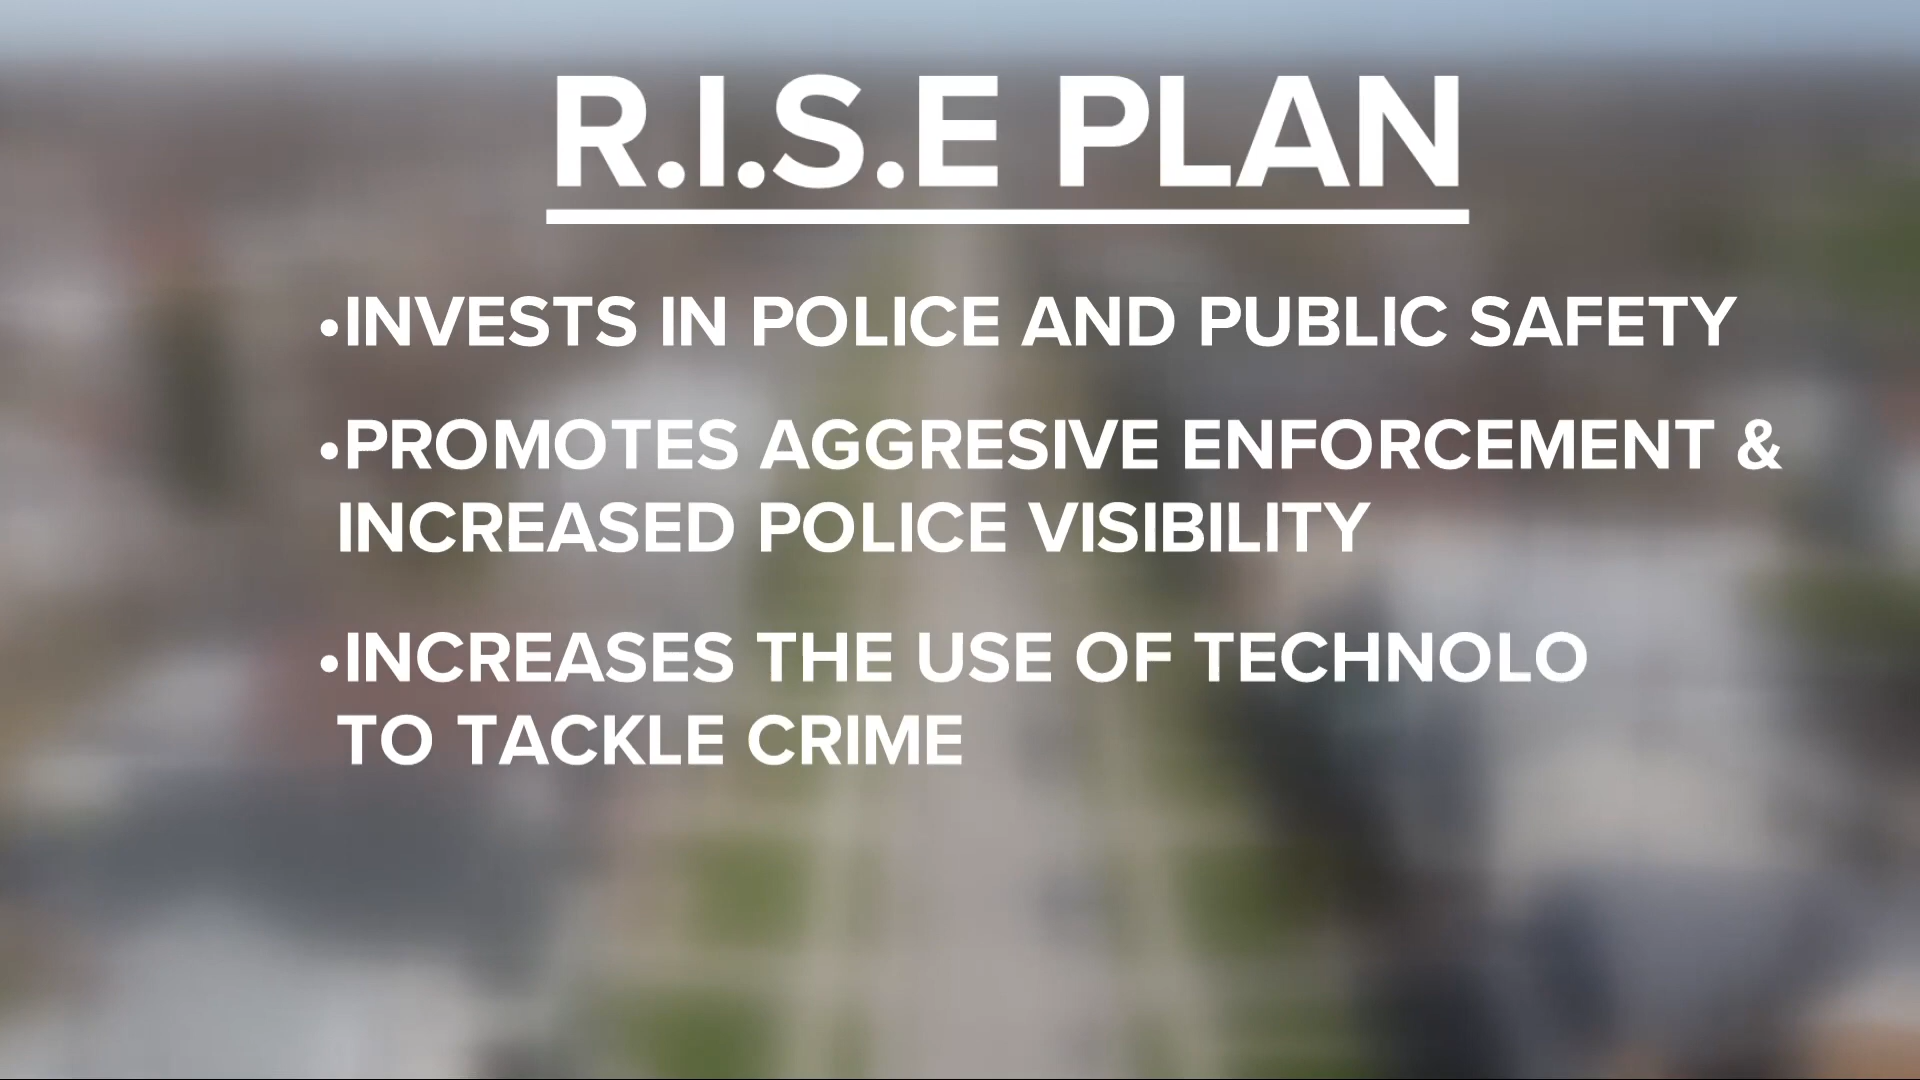 R.I.S.E PLAN
•INVESTS IN POLICE AND PUBLIC SAFETY
•PROMOTES AGGRESIVE ENFORCEMENT &
INCREASED POLICE VISIBILITY
•INCREASES THE USE OF TECHNOLO
TO TACKLE CRIME